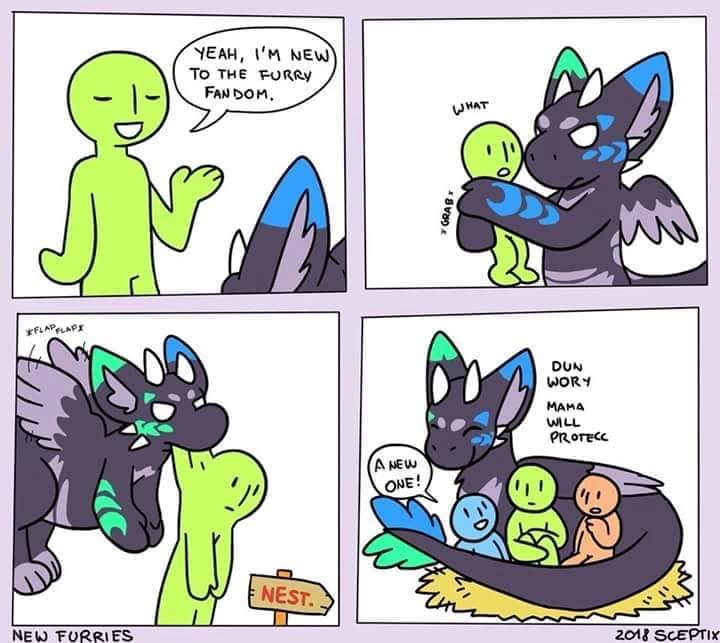 YEAH, I'M NEW
TO THE FURRY
FANDOM.
WHAT
*GRAB*
*FLAP FLAP*
NEST.
DUN
WORY
MAMA
WILL
PROTECC
A NEW
ONE!
NEW FURRIES
2018 SCEPTIX